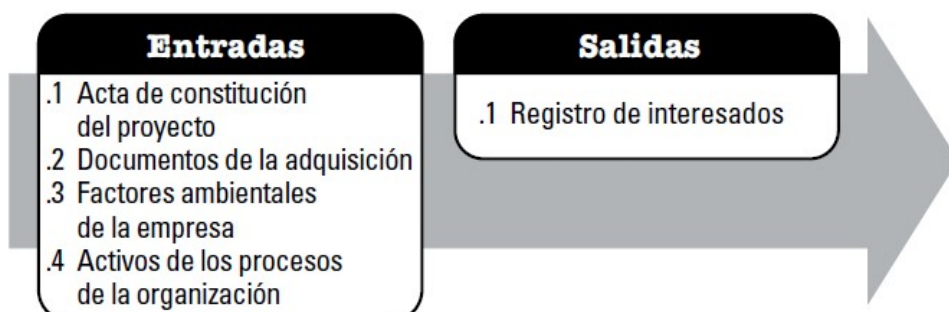 Entradas
.1 Acta de constitución
del proyecto
.2 Documentos de la adquisición
.3 Factores ambientales
de la empresa
.4 Activos de los procesos
de la organización
Salidas
.1 Registro de interesados